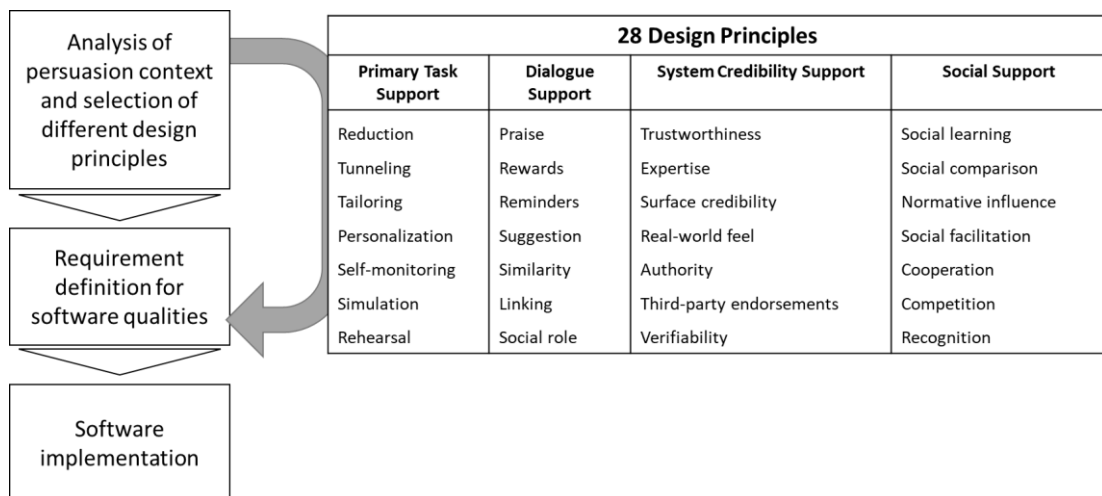 Analysis of
persuasion context
and selection of
different design
principles
Requirement
definition for
software qualities
Software
implementation
28 Design Principles
Primary Task
Support
Dialogue
Support
System Credibility Support
Social Support
Reduction
Praise
Trustworthiness
Social learning
Tunneling
Rewards
Expertise
Social comparison
Tailoring
Reminders
Surface credibility
Normative influence
Personalization
Suggestion
Real-world feel
Social facilitation
Self-monitoring
Similarity
Authority
Cooperation
Simulation
Linking
Third-party endorsements
Competition
Rehearsal
Social role
Verifiability
Recognition